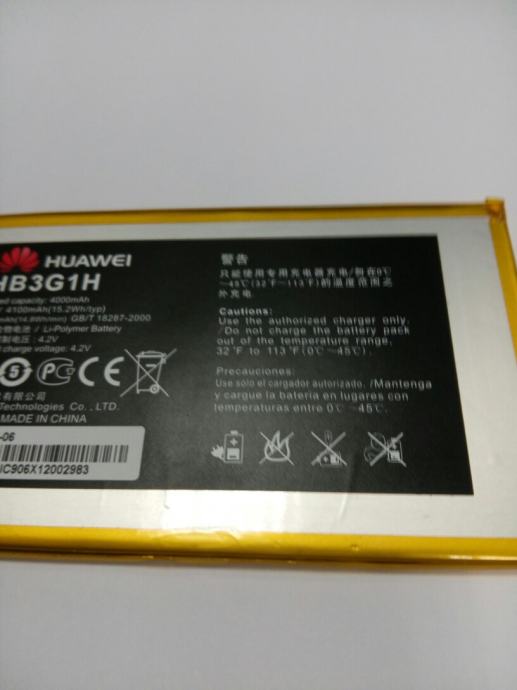 HUAWEI
HB3G1H
ed capacity: 4000mAh
4100mAh(15.2Wh/typ)
GB/T 18287-2000
/ Li-Polymer Battery
: 4.2V
charge voltage: 4.2V
Technologies Co., LTD.
MADE IN CHINA
-06
IC906X12002983
警告
只能使用专用充电器充电/勿在0℃
~45℃(32°F~113°F)的温度范围之
外充电.
Cautions:
Use the authorized charger only.
/Do not charge the battery pack
out of the temperature range,
32°F to 113°F(0℃~45℃).
Precauciones:
Use sólo el cargador autorizado. /Mantenga
y cargue la batería en lugares con
temperaturas entre 0℃~45℃.